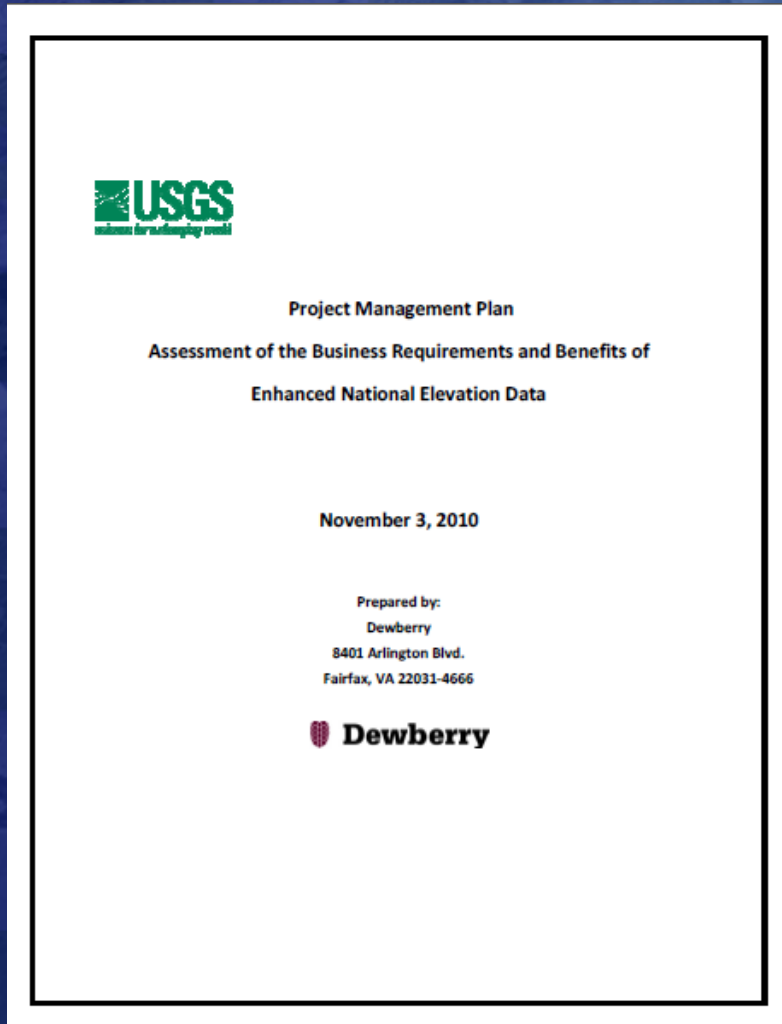 USGS
Project Management Plan
Assessment of the Business Requirements and Benefits of
Enhanced National Elevation Data
November 3, 2010
Prepared by:
Dewberry
8401 Arlington Blvd.
Fairfax, VA 22031-4666
Dewberry